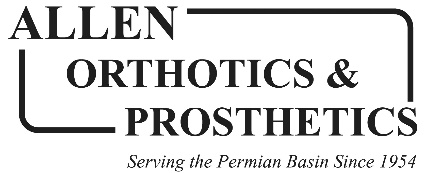 ALLEN
ORTHOTICS &
PROSTHETICS
Serving the Permian Basin Since 1954